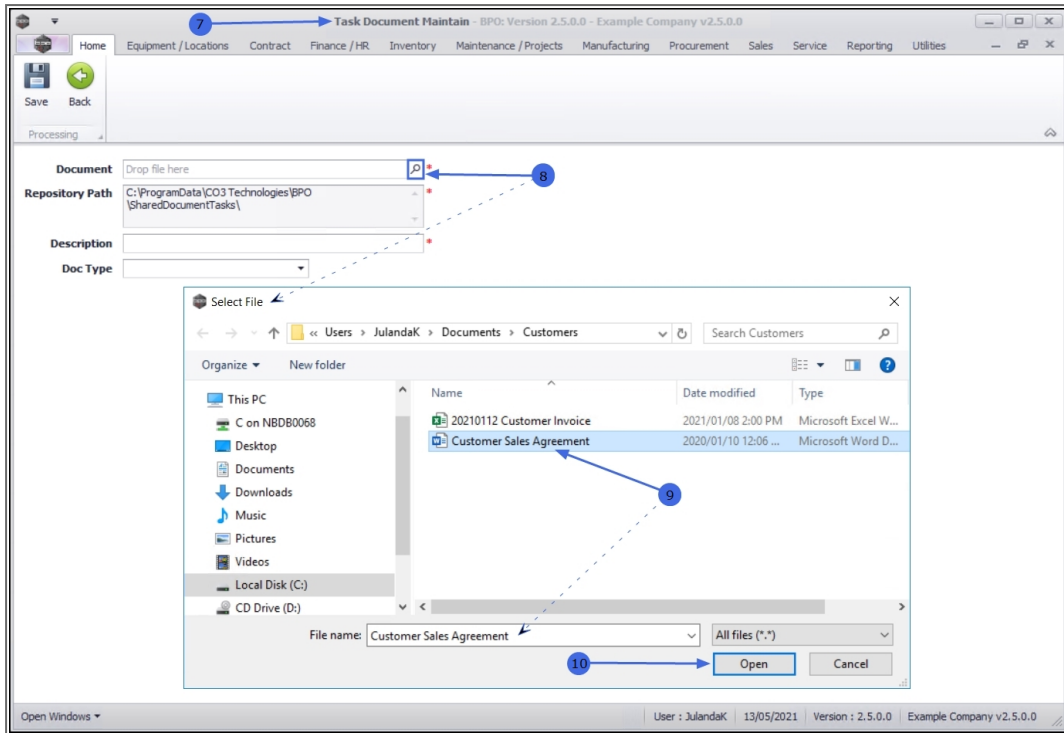 7
Task Document Maintain - BPO: Version 2.5.0.0 - Example Company v2.5.0.0
Home Equipment / Locations Contract Finance / HR Inventory Maintenance / Projects Manufacturing Procurement Sales Service Reporting Utilities
Save Back
Processing
Document Drop file here *
8
Repository Path C:\ProgramData\CO3 Technologies\BPO *
\SharedDocumentTasks\
Description *
Doc Type
Select File
« Users > JulandaK > Documents > Customers Search Customers
Organize New folder
This PC Name Date modified Type
C on NBDB0068 20210112 Customer Invoice 2021/01/08 2:00 PM Microsoft Excel W...
Desktop Customer Sales Agreement 2020/01/10 12:06 ... Microsoft Word D...
Documents
Downloads
9
Music
Pictures
Videos
Local Disk (C:)
CD Drive (D:)
File name: Customer Sales Agreement All files (*.*)
10 Open Cancel
Open Windows User : JulandaK 13/05/2021 Version : 2.5.0.0 Example Company v2.5.0.0